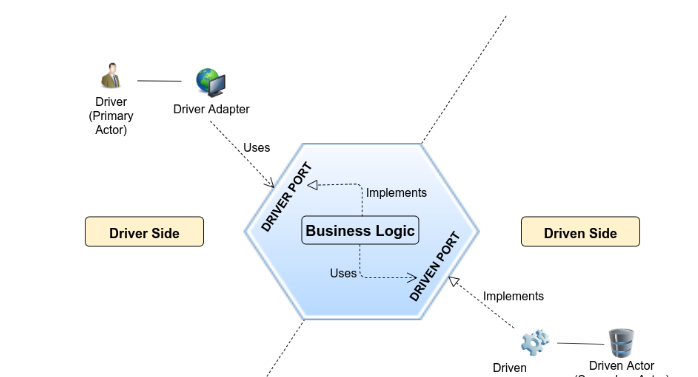 Driver
(Primary
Actor)
Driver Adapter
Uses
DRIVER PORT
Implements
Driver Side
Business Logic
Driven Side
Uses
DRIVEN PORT
Implements
Driven
Driven Actor